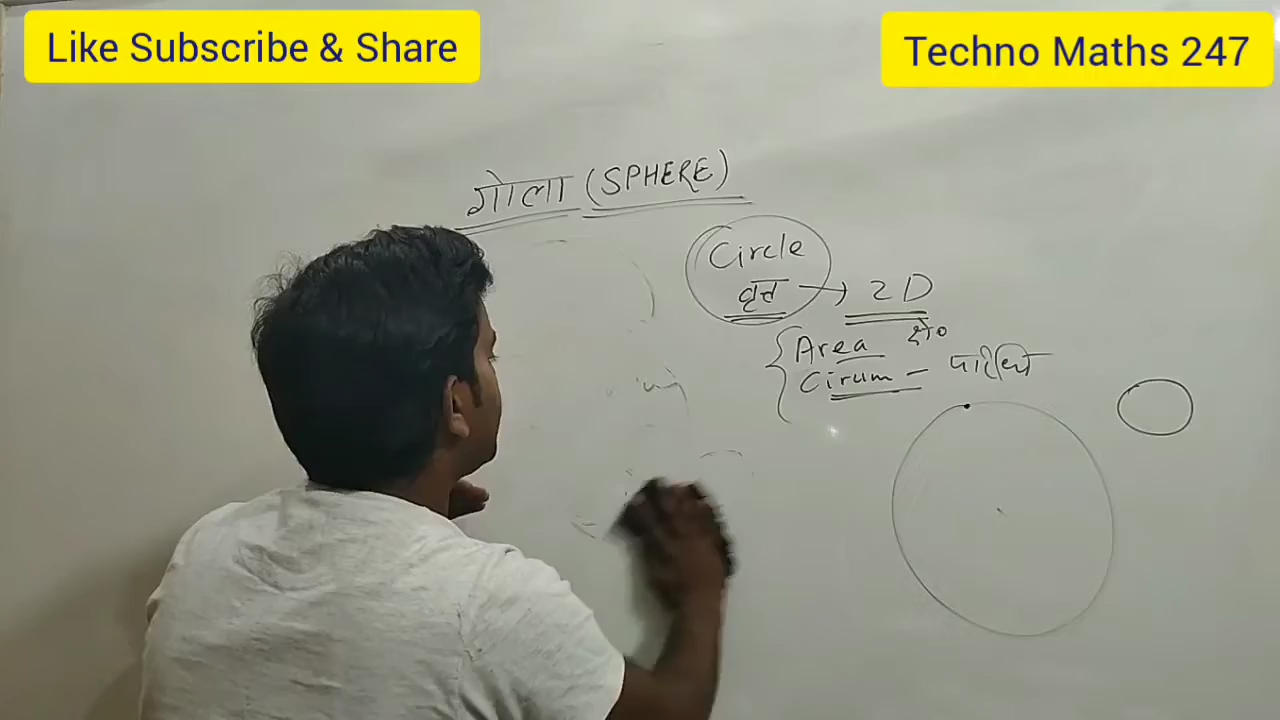 Like Subscribe & Share
Techno Maths 247
गोला (SPHERE)
Circle
वृत्त → 2D
Area क्षे०
Cirum - परिधि